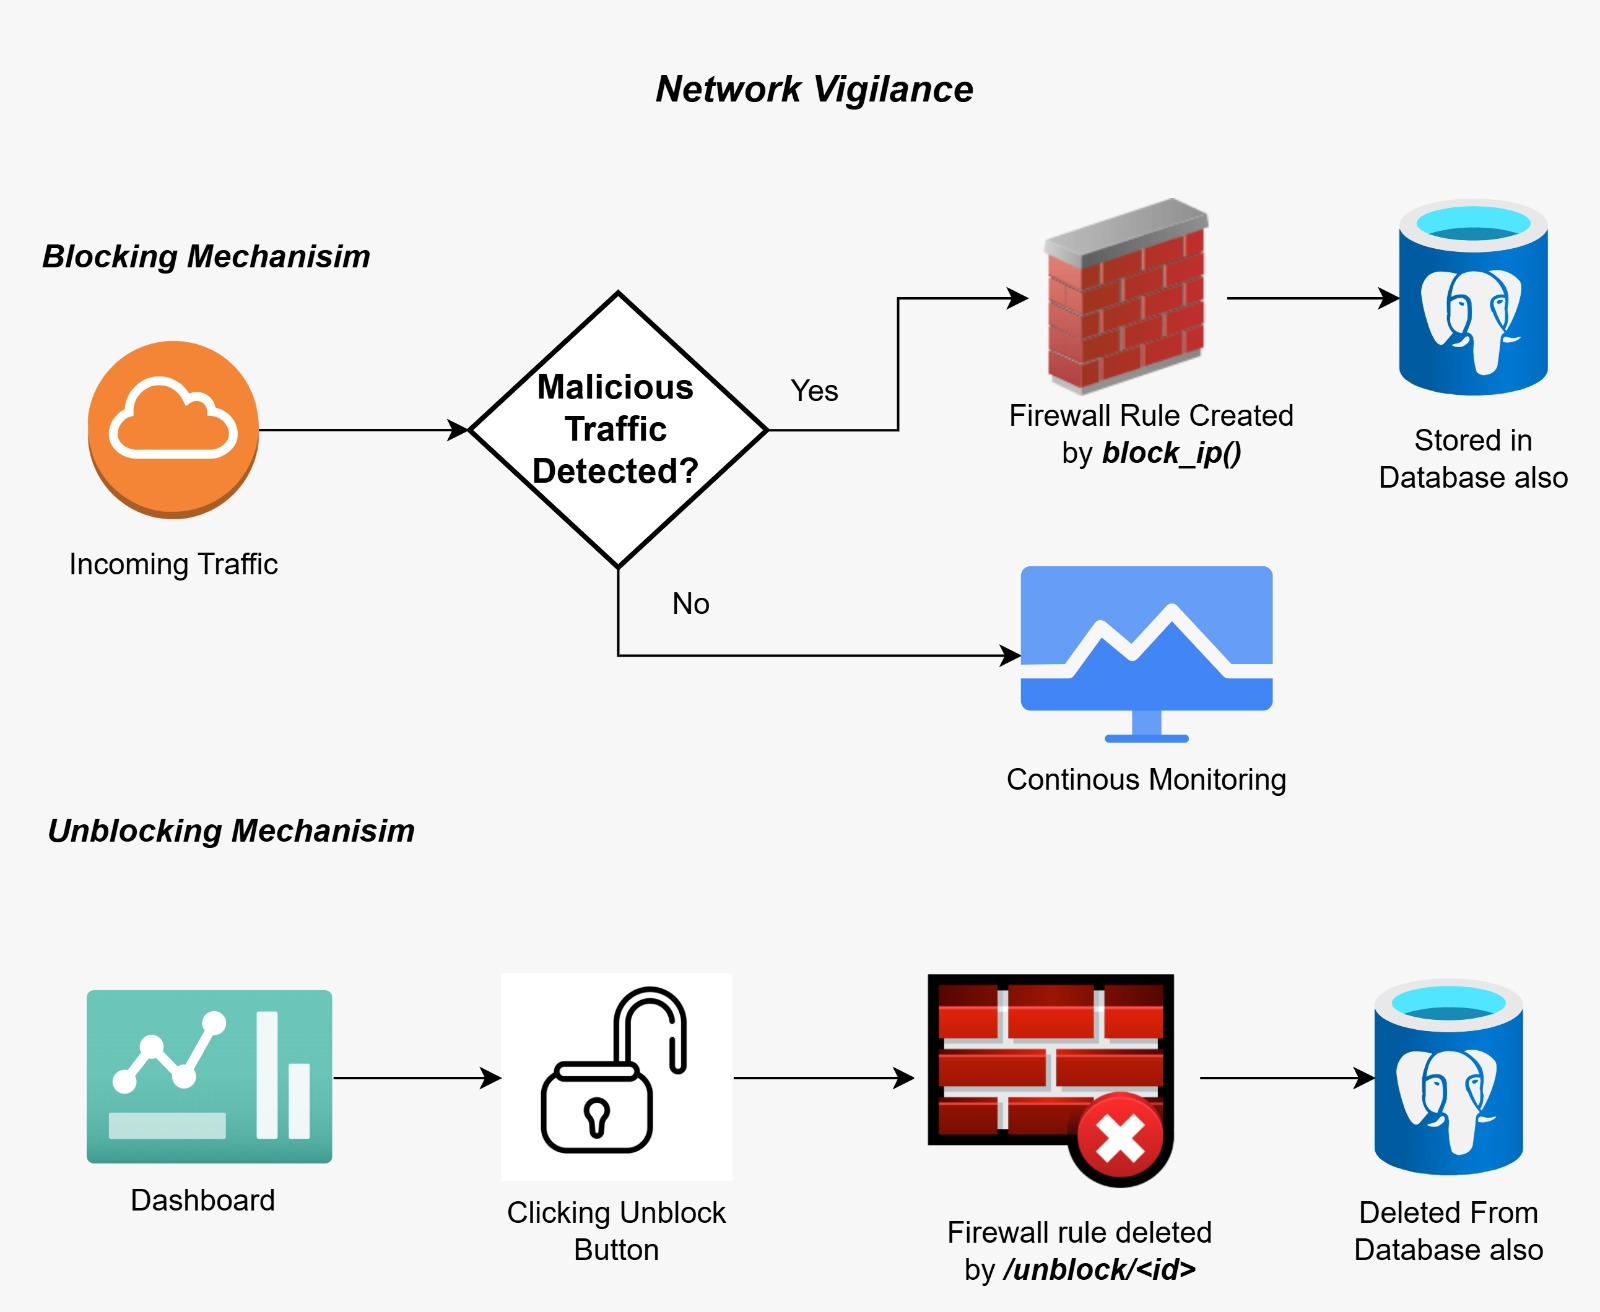 Network Vigilance
Blocking Mechanisim
Malicious
Traffic
Detected?
Yes
No
Incoming Traffic
Firewall Rule Created
by block_ip()
Stored in
Database also
Continous Monitoring
Unblocking Mechanisim
Dashboard
Clicking Unblock
Button
Firewall rule deleted
by /unblock/<id>
Deleted From
Database also